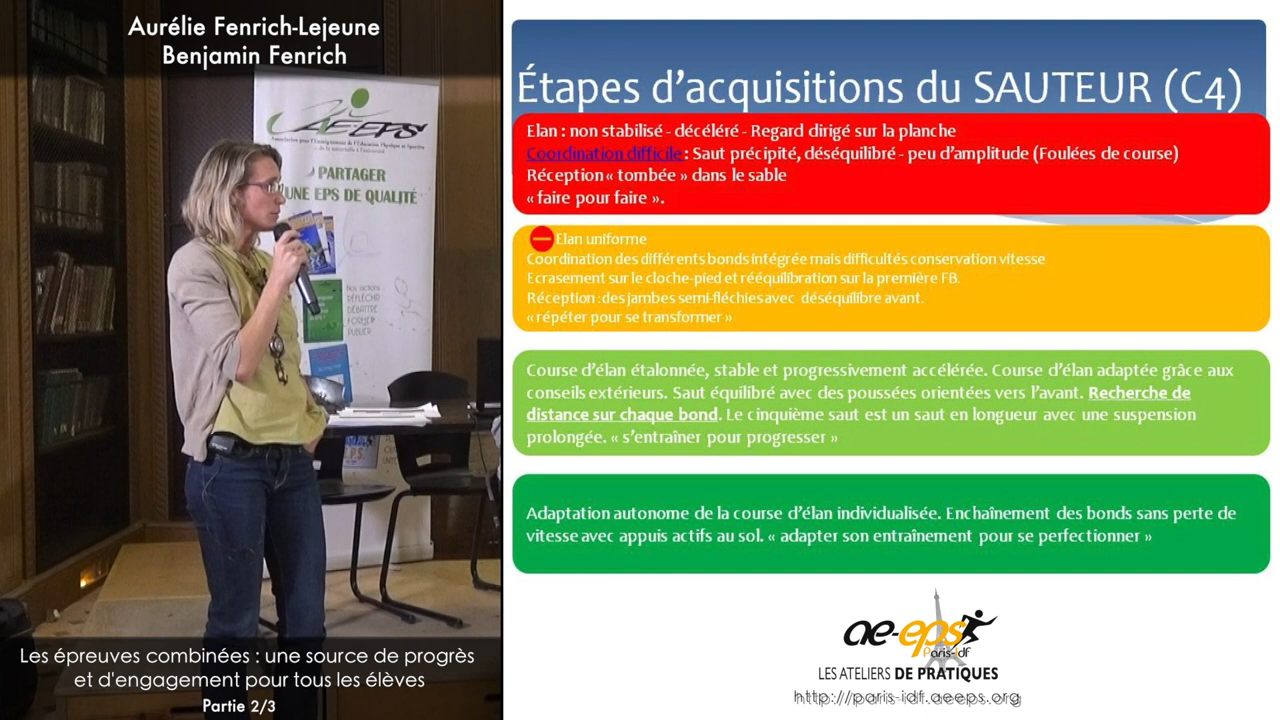 Aurélie Fenrich-Lejeune
Benjamin Fenrich
AE-EPS
PARTAGER
UNE EPS DE QUALITÉ
Nos actions
RÉFLÉCHIR
DÉBATTRE
FORMER
PUBLIER
Les épreuves combinées : une source de progrès
et d'engagement pour tous les élèves
Partie 2/3
Étapes d'acquisitions du SAUTEUR (C4)
Elan : non stabilisé - décéléré - Regard dirigé sur la planche
Coordination difficile : Saut précipité, déséquilibré - peu d'amplitude (Foulées de course)
Réception « tombée » dans le sable
« faire pour faire ».
Elan uniforme
Coordination des différents bonds intégrée mais difficultés conservation vitesse
Ecrasement sur le cloche-pied et rééquilibration sur la première FB.
Réception : des jambes semi-fléchies avec déséquilibre avant.
« répéter pour se transformer »
Course d'élan étalonnée, stable et progressivement accélérée. Course d'élan adaptée grâce aux
conseils extérieurs. Saut équilibré avec des poussées orientées vers l'avant. Recherche de
distance sur chaque bond. Le cinquième saut est un saut en longueur avec une suspension
prolongée. « s'entraîner pour progresser »
Adaptation autonome de la course d'élan individualisée. Enchaînement des bonds sans perte de
vitesse avec appuis actifs au sol. « adapter son entraînement pour se perfectionner »
ae-eps
Paris-idf
LES ATELIERS DE PRATIQUES
http://paris-idf.aeeps.org